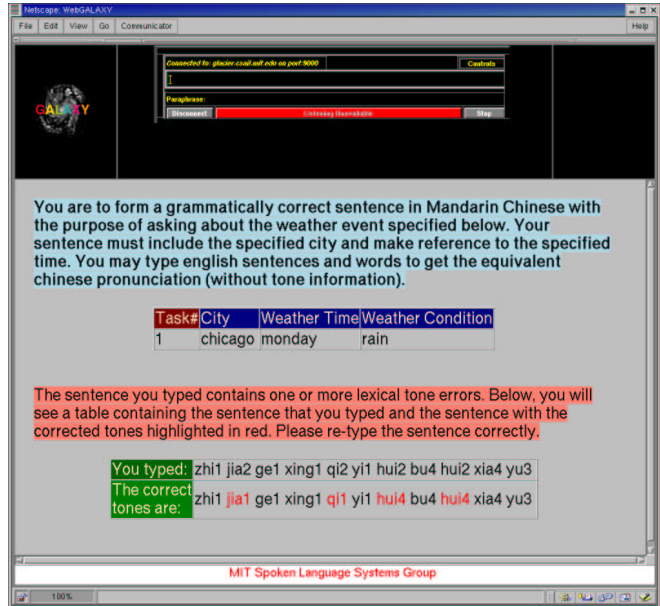 Netscape: WebGALAXY
File Edit View Go Communicator Help
Connected to: glacier.csail.mit.edu on port 9000 Controls
GALAXY
Paraphrase:
Disconnect Listening Unavailable Stop
You are to form a grammatically correct sentence in Mandarin Chinese with
the purpose of asking about the weather event specified below. Your
sentence must include the specified city and make reference to the specified
time. You may type english sentences and words to get the equivalent
chinese pronunciation (without tone information).
Task# City Weather Time Weather Condition
1 chicago monday rain
The sentence you typed contains one or more lexical tone errors. Below, you will
see a table containing the sentence that you typed and the sentence with the
corrected tones highlighted in red. Please re-type the sentence correctly.
You typed: zhi1 jia2 ge1 xing1 qi2 yi1 hui2 bu4 hui2 xia4 yu3
The correct
tones are: zhi1 jia1 ge1 xing1 qi1 yi1 hui4 bu4 hui4 xia4 yu3
MIT Spoken Language Systems Group
100%